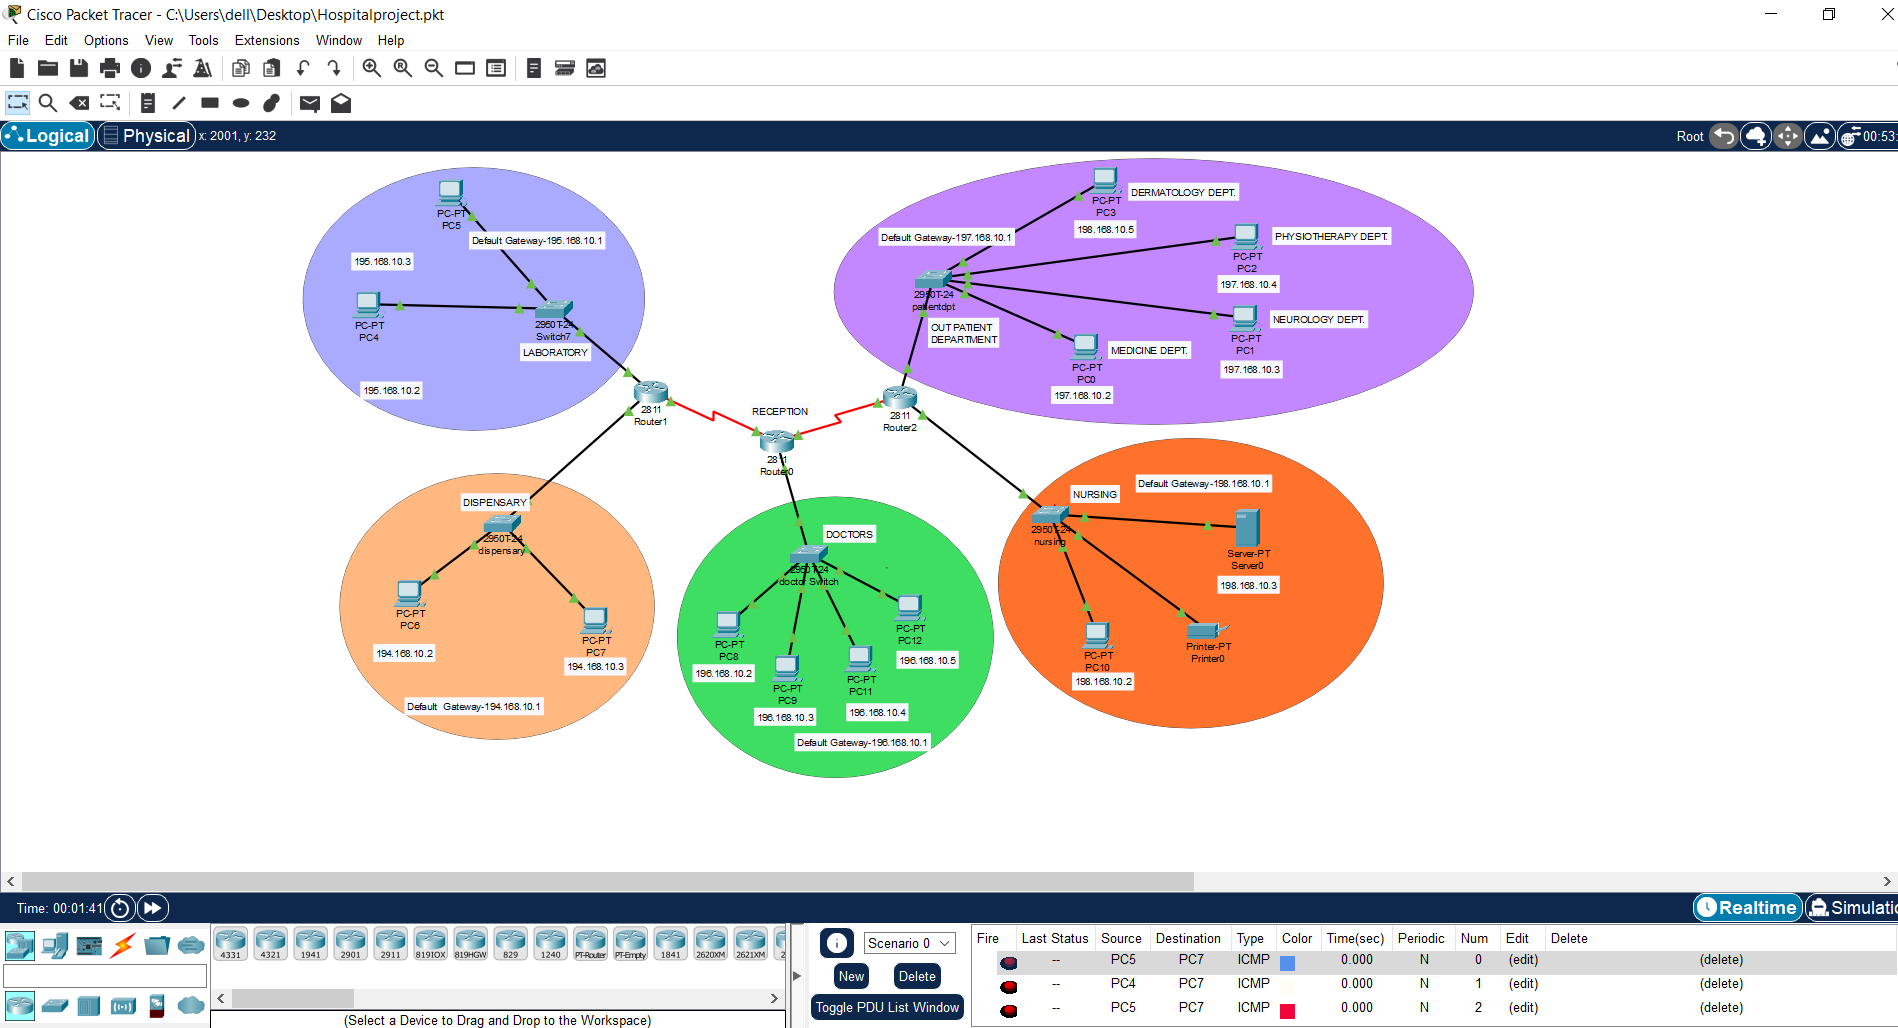 Cisco Packet Tracer - C:\Users\dell\Desktop\Hospitalproject.pkt
File Edit Options View Tools Extensions Window Help
Logical Physical x: 2001, y: 232
Root 00:53:
PC-PT
PC5
Default Gateway-195.168.10.1
195.168.10.3
PC-PT
PC4
2950T-24
Switch7
LABORATORY
195.168.10.2
2811
Router1
DERMATOLOGY DEPT.
PC-PT
PC3
198.168.10.5
Default Gateway-197.168.10.1
PHYSIOTHERAPY DEPT.
PC-PT
PC2
197.168.10.4
2950T-24
patientdpt
OUT PATIENT
DEPARTMENT
NEUROLOGY DEPT.
PC-PT
PC1
197.168.10.3
MEDICINE DEPT.
PC-PT
PC0
197.168.10.2
2811
Router2
RECEPTION
2811
Router0
DISPENSARY
2950T-24
dispensary
PC-PT
PC6
194.168.10.2
PC-PT
PC7
194.168.10.3
Default Gateway-194.168.10.1
DOCTORS
2950T-24
doctor Switch
PC-PT
PC8
196.168.10.2
PC-PT
PC9
196.168.10.3
PC-PT
PC11
196.168.10.4
PC-PT
PC12
196.168.10.5
Default Gateway-196.168.10.1
Default Gateway-198.168.10.1
NURSING
2950T-24
nursing
Server-PT
Server0
198.168.10.3
Printer-PT
Printer0
PC-PT
PC10
198.168.10.2
Time: 00:01:41
Realtime Simulatio
4331 4321 1941 2901 2911 819IOX 819HGW 829 1240 PT-Router PT-Empty 1841 2620XM 2621XM 2
(Select a Device to Drag and Drop to the Workspace)
Scenario 0
New Delete
Toggle PDU List Window
Fire Last Status Source Destination Type Color Time(sec) Periodic Num Edit Delete
-- PC5 PC7 ICMP 0.000 N 0 (edit) (delete)
-- PC4 PC7 ICMP 0.000 N 1 (edit) (delete)
-- PC5 PC7 ICMP 0.000 N 2 (edit) (delete)